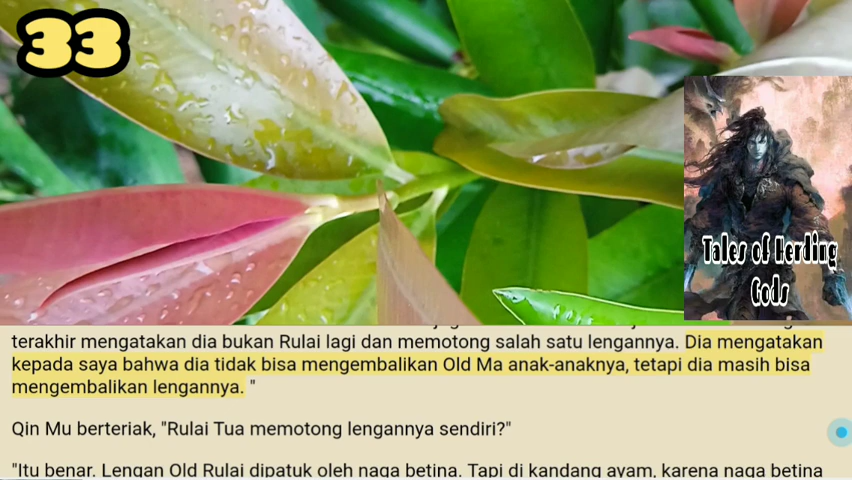 33
Tales of Herding
Gods
terakhir mengatakan dia bukan Rulai lagi dan memotong salah satu lengannya. Dia mengatakan
kepada saya bahwa dia tidak bisa mengembalikan Old Ma anak-anaknya, tetapi dia masih bisa
mengembalikan lengannya. "
Qin Mu berteriak, "Rulai Tua memotong lengannya sendiri?"
"Itu benar. Lengan Old Rulai dipatuk oleh naga betina. Tapi di kandang ayam, karena naga betina